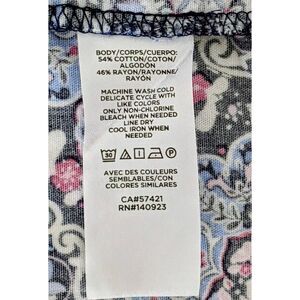 BODY/CORPS/CUERPO:
54% COTTON/COTON/
ALGODÓN
46% RAYON/RAYONNE/
RAYÓN
MACHINE WASH COLD
DELICATE CYCLE WITH
LIKE COLORS
ONLY NON-CHLORINE
BLEACH WHEN NEEDED
LINE DRY
COOL IRON WHEN
NEEDED
30
P
AVEC DES COULEURS
SEMBLABLES/CON
COLORES SIMILARES
CA#57421
RN#140923